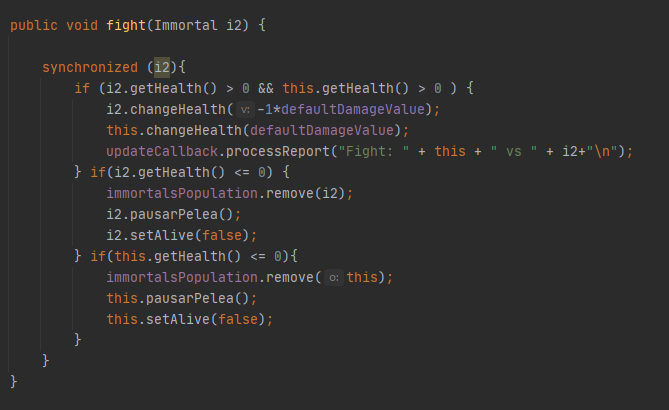 public void fight(Immortal i2) {
synchronized (i2){
if (i2.getHealth() > 0 && this.getHealth() > 0 ) {
i2.changeHealth( v: -1*defaultDamageValue);
this.changeHealth(defaultDamageValue);
updateCallback.processReport("Fight: " + this + " vs " + i2+"\n");
} if(i2.getHealth() <= 0) {
immortalsPopulation.remove(i2);
i2.pausarPelea();
i2.setAlive(false);
} if(this.getHealth() <= 0){
immortalsPopulation.remove( o: this);
this.pausarPelea();
this.setAlive(false);
}
}
}